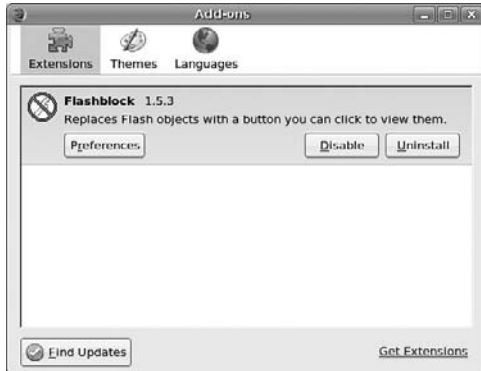 Add-ons
Extensions Themes Languages
Flashblock 1.5.3
Replaces Flash objects with a button you can click to view them.
Preferences Disable Uninstall
Find Updates Get Extensions